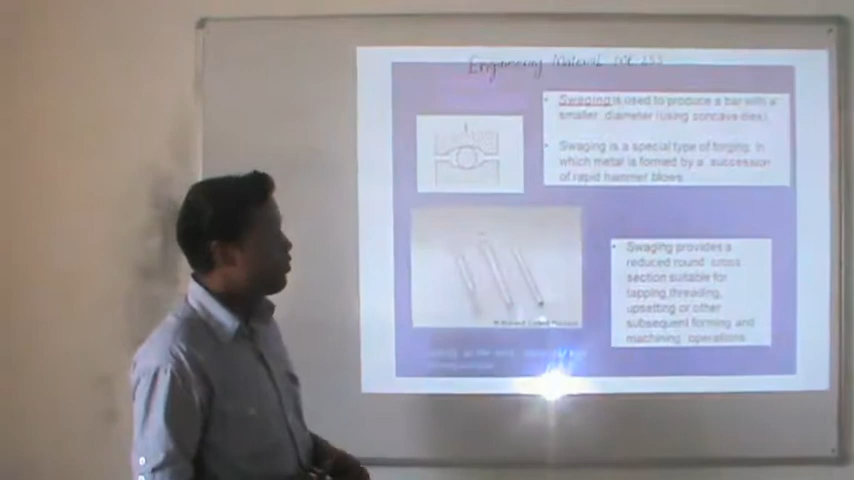 Engineering Material
• Swaging is used to produce a bar with a
smaller diameter (using concave dies).
• Swaging is a special type of forging in
which metal is formed by a succession
of rapid hammer blows
• Swaging provides a
reduced round cross
section suitable for
tapping, threading,
upsetting or other
subsequent forming and
machining operations